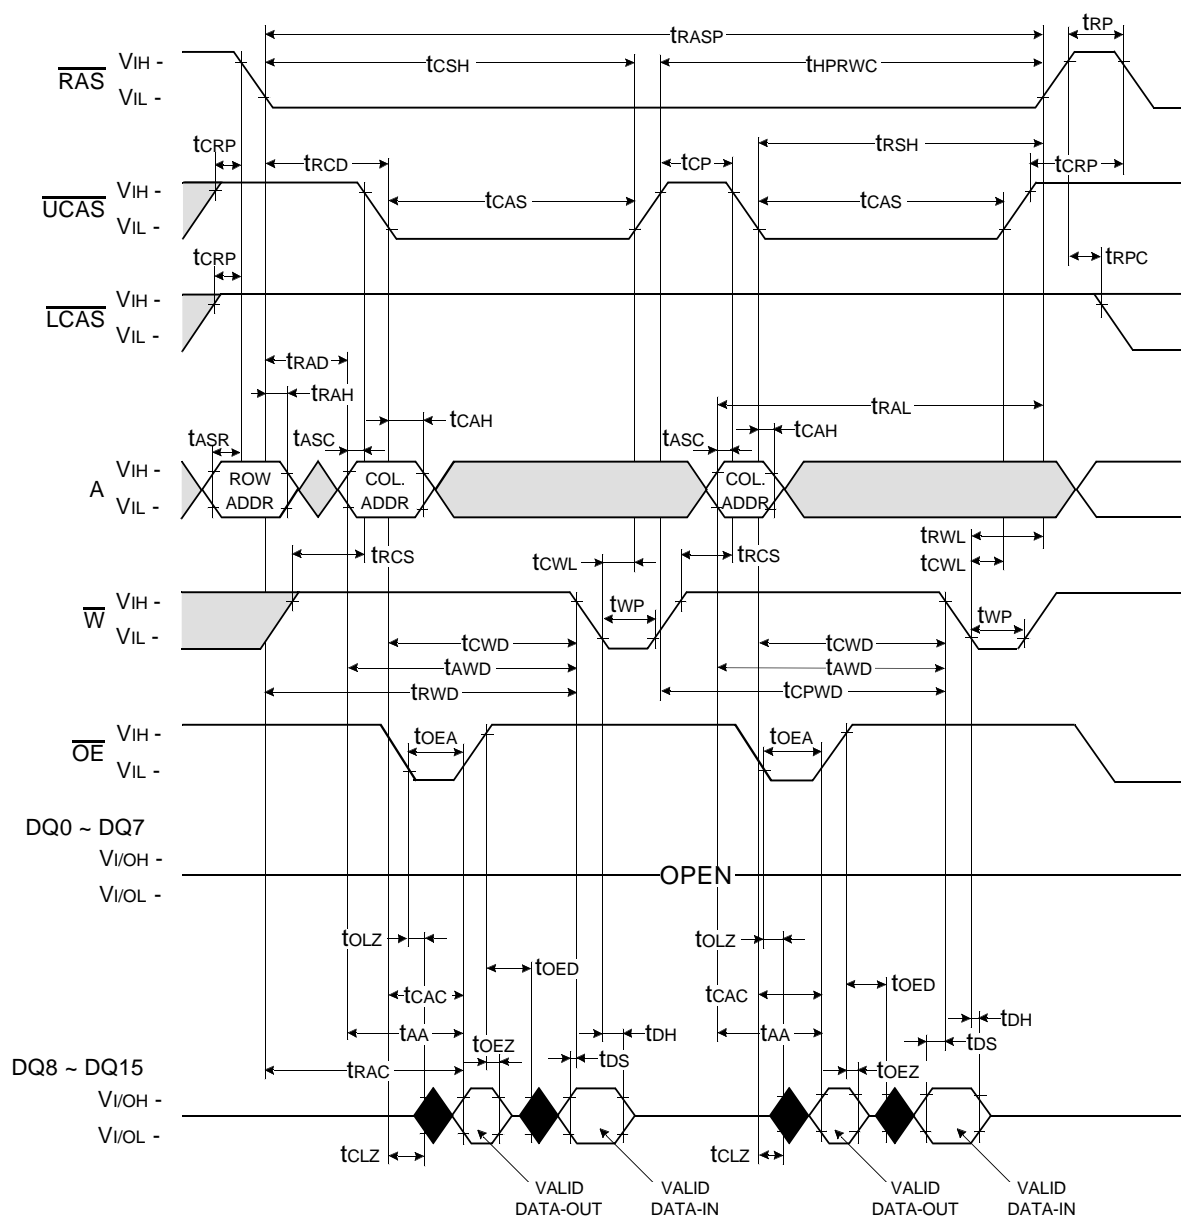 tRASP
tRP
tCSH
tHPRWC
RAS
VIH -
VIL -
tCRP
tRCD
tRSH
tCP
tCRP
UCAS
VIH -
VIL -
tCAS
tCAS
tCRP
tRPC
LCAS
VIH -
VIL -
tRAD
tRAH
tCAH
tRAL
tCAH
tASR
tASC
tASC
A
VIH -
VIL -
ROW
ADDR
COL.
ADDR
COL.
ADDR
tRCS
tCWL
tRCS
tRWL
tCWL
W
VIH -
VIL -
tWP
tWP
tCWD
tCWD
tAWD
tAWD
tRWD
tCPWD
OE
VIH -
VIL -
tOEA
tOEA
DQ0 ~ DQ7
VI/OH -
VI/OL -
OPEN
tOLZ
tOLZ
tOED
tOED
tCAC
tCAC
tAA
tAA
tDH
tDH
tOEZ
tDS
tDS
tRAC
tOEZ
DQ8 ~ DQ15
VI/OH -
VI/OL -
tCLZ
tCLZ
VALID
DATA-OUT
VALID
DATA-IN
VALID
DATA-OUT
VALID
DATA-IN